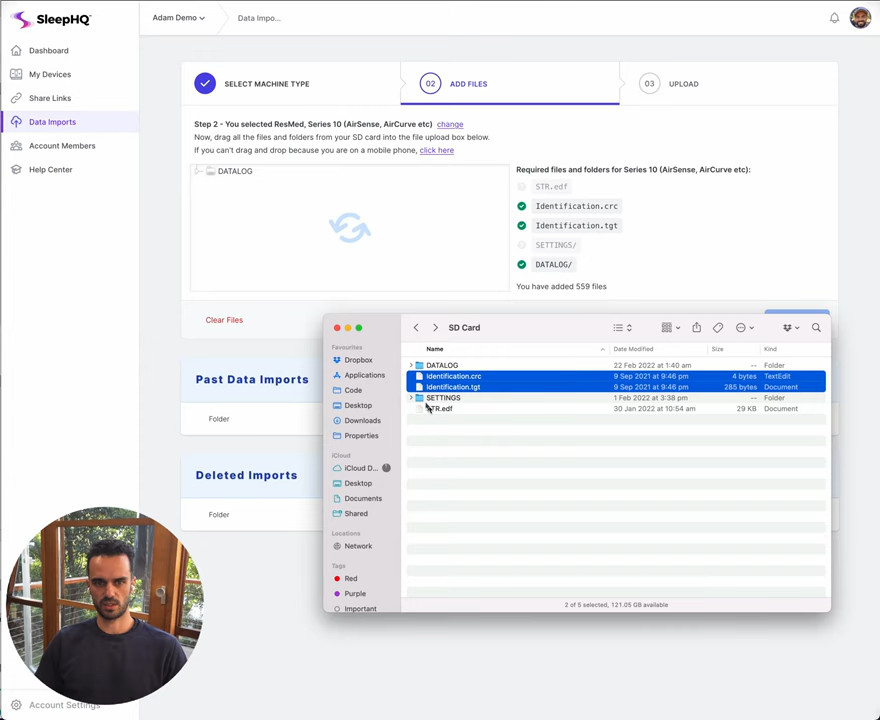 SleepHQ
Adam Demo
Data Impo...
Dashboard
My Devices
Share Links
Data Imports
Account Members
Help Center
SELECT MACHINE TYPE
02 ADD FILES
03 UPLOAD
Step 2 - You selected ResMed, Series 10 (AirSense, AirCurve etc) change
Now, drag all the files and folders from your SD card into the file upload box below.
If you can't drag and drop because you are on a mobile phone, click here
DATALOG
Required files and folders for Series 10 (AirSense, AirCurve etc):
STR.edf
Identification.crc
Identification.tgt
SETTINGS/
DATALOG/
You have added 559 files
Clear Files
Past Data Imports
Folder
Deleted Imports
Folder
SD Card
Favourites
Dropbox
Applications
Code
Desktop
Downloads
Properties
iCloud
iCloud D...
Desktop
Documents
Shared
Locations
Network
Tags
Red
Purple
Important
Name Date Modified Size Kind
DATALOG 22 Feb 2022 at 1:40 am -- Folder
Identification.crc 9 Sep 2021 at 9:46 pm 4 bytes TextEdit
Identification.tgt 9 Sep 2021 at 9:46 pm 285 bytes Document
SETTINGS 1 Feb 2022 at 3:38 pm -- Folder
STR.edf 30 Jan 2022 at 10:54 am 29 KB Document
2 of 5 selected, 121.05 GB available
Account Settings